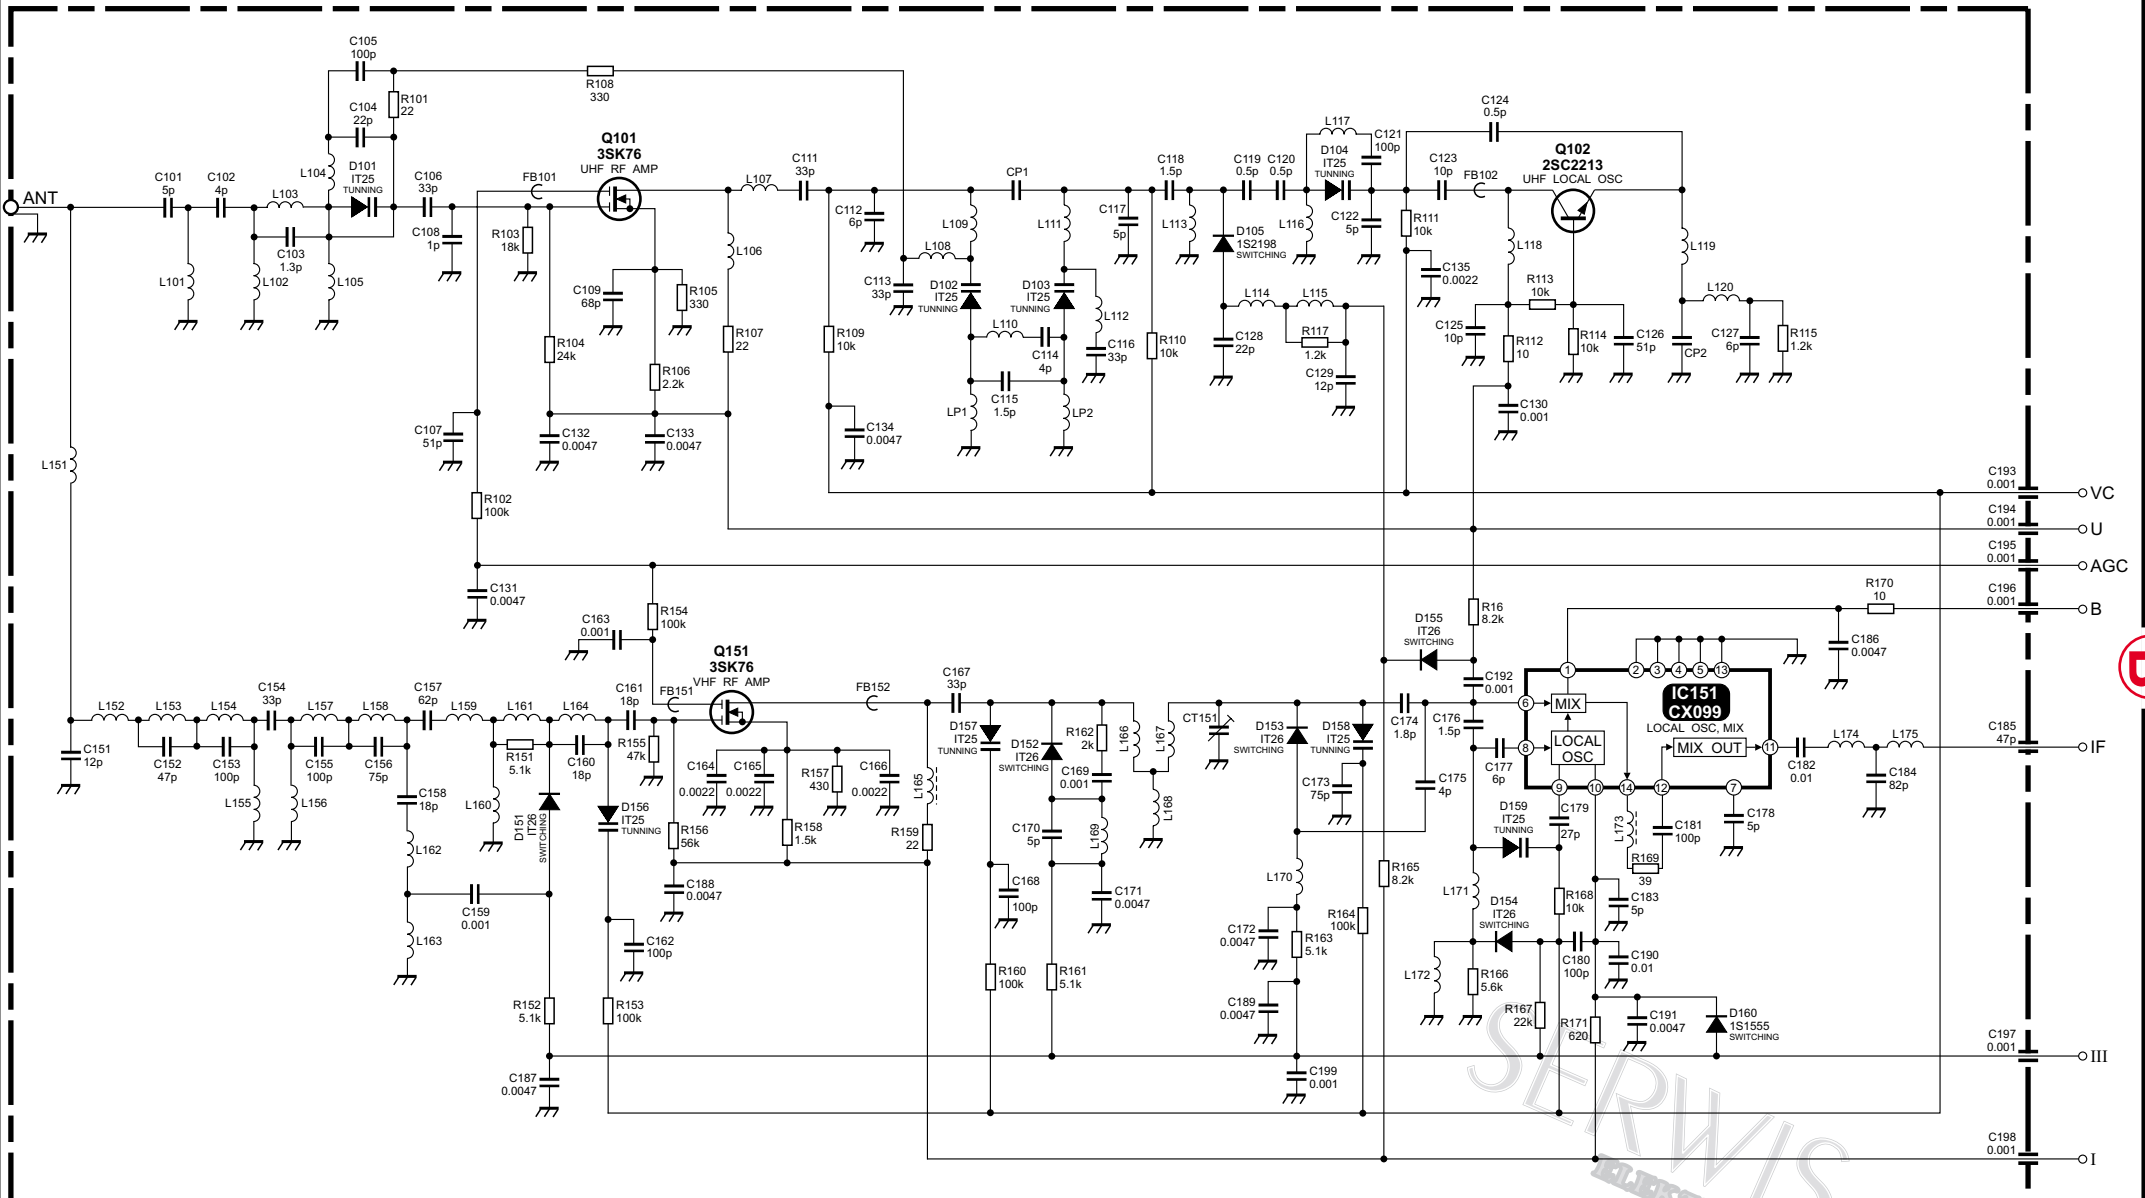 C105
100p
R108
330
C104
22p
R101
22
Q101
3SK76
UHF RF AMP
C124
0.5p
L117
C121
100p
Q102
2SC2213
UHF LOCAL OSC
ANT
C101
5p
C102
4p
L103
L104
D101
IT25
TUNNING
C106
33p
FB101
L107
C111
33p
CP1
C118
1.5p
C119
0.5p
C120
0.5p
D104
IT25
TUNNING
C123
10p
FB102
C103
1.3p
C108
1p
R103
18k
L101
L102
L105
L106
C112
6p
L109
L108
L111
C117
5p
L113
D105
1S2198
SWITCHING
L116
C122
5p
R111
10k
L118
L119
C109
68p
R105
330
C113
33p
D102
IT25
TUNNING
D103
IT25
TUNNING
L112
L114
L115
C135
0.0022
R113
10k
L120
R104
24k
R107
22
R109
10k
L110
C114
4p
C116
33p
R110
10k
C128
22p
R117
1.2k
C125
10p
R112
10
R114
10k
C126
51p
CP2
C127
6p
R115
1.2k
R106
2.2k
C115
1.5p
C129
12p
C107
51p
C132
0.0047
C133
0.0047
C134
0.0047
LP1
LP2
C130
0.001
L151
R102
100k
C193
0.001
VC
C194
0.001
U
C195
0.001
AGC
C131
0.0047
C163
0.001
R154
100k
D155
IT26
SWITCHING
R16
8.2k
R170
10
C196
0.001
B
C186
0.0047
Q151
3SK76
VHF RF AMP
FB151
FB152
C167
33p
C192
0.001
1
2
3
4
5
13
IC151
CX099
LOCAL OSC, MIX
6
MIX
LOCAL
OSC
MIX OUT
8
11
9
10
14
12
7
L152
L153
L154
C154
33p
L157
L158
C157
62p
L159
L161
L164
C161
18p
R155
47k
C151
12p
C152
47p
C153
100p
C155
100p
C156
75p
R151
5.1k
C160
18p
C164
0.0022
C165
0.0022
R157
430
C166
0.0022
L165
D157
IT25
TUNNING
D152
IT26
SWITCHING
R162
2k
L166
L167
CT151
D153
IT26
SWITCHING
D158
IT25
TUNNING
C174
1.8p
C176
1.5p
C177
6p
C182
0.01
L174
L175
C185
47p
IF
C184
82p
L155
L156
C158
18p
L160
D151
IT26
SWITCHING
D156
IT25
TUNNING
R156
56k
R158
1.5k
R159
22
C169
0.001
L168
C173
75p
C175
4p
D159
IT25
TUNNING
C179
27p
L173
C181
100p
C178
5p
L162
C170
5p
L169
R169
39
C159
0.001
C188
0.0047
C168
100p
C171
0.0047
L170
R165
8.2k
L171
R168
10k
C183
5p
L163
C162
100p
C172
0.0047
R163
5.1k
R164
100k
D154
IT26
SWITCHING
C180
100p
C190
0.01
R152
5.1k
R153
100k
R160
100k
R161
5.1k
C189
0.0047
L172
R166
5.6k
R167
22k
R171
620
C191
0.0047
D160
1S1555
SWITCHING
C187
0.0047
C199
0.001
C197
0.001
III
C198
0.001
I
SERWIS